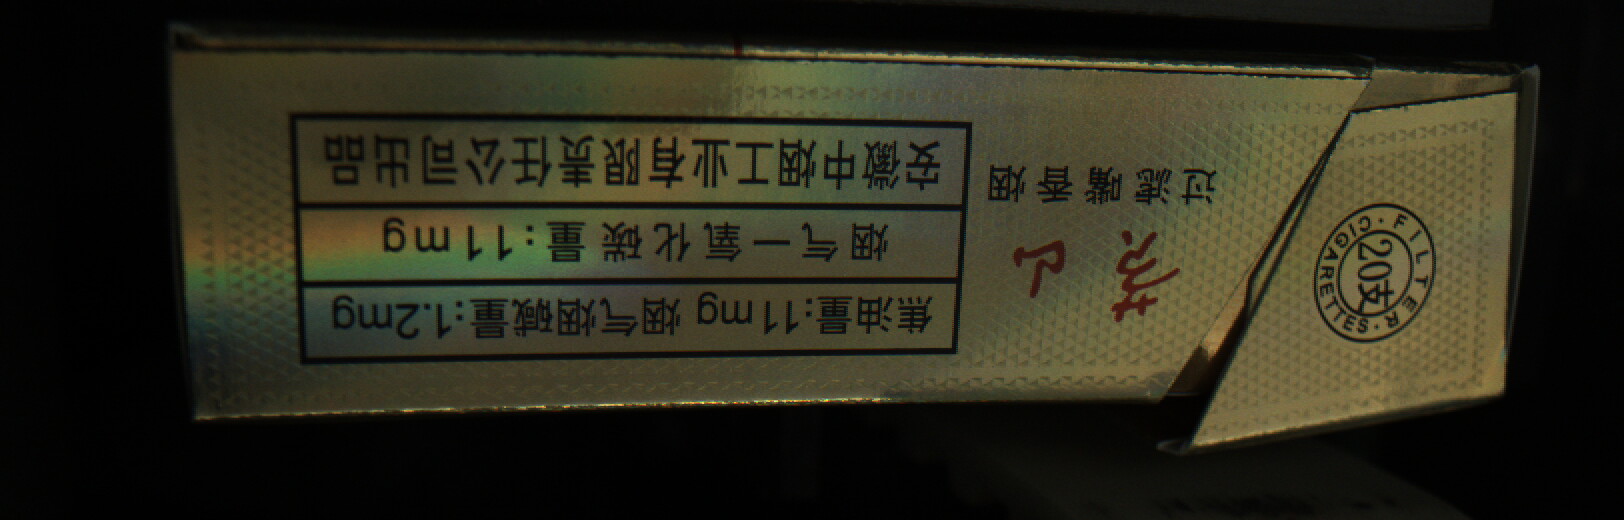 FILTER · CIGARETTES ·
20支
过滤嘴香烟
焦油量:11mg 烟气烟碱量:1.2mg
烟气一氧化碳量:11mg
安徽中烟工业有限责任公司出品